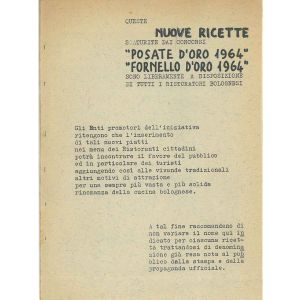 QUESTE
NUOVE RICETTE
SCATURITE DAI CONCORSI
"POSATE D'ORO 1964"
"FORNELLO D'ORO 1964"
SONO LIBERAMENTE A DISPOSIZIONE
DI TUTTI I RISTORATORI BOLOGNESI
Gli Enti promotori dell'iniziativa
ritengono che l'inserimento
di tali nuovi piatti
nei menu dei Ristoranti cittadini
potrà incontrare il favore del pubblico
ed in particolare dei turisti
aggiungendo così alle vivande tradizionali
altri motivi di attrazione
per una sempre più vasta e più solida
rinomanza della cucina bolognese.
A tal fine raccomandano di
non variare il nome qui in
dicato per ciascuna ricet-
ta trattandosi di denomina
zione già resa nota al pub
blico dalla stampa e dalla
propaganda ufficiale.